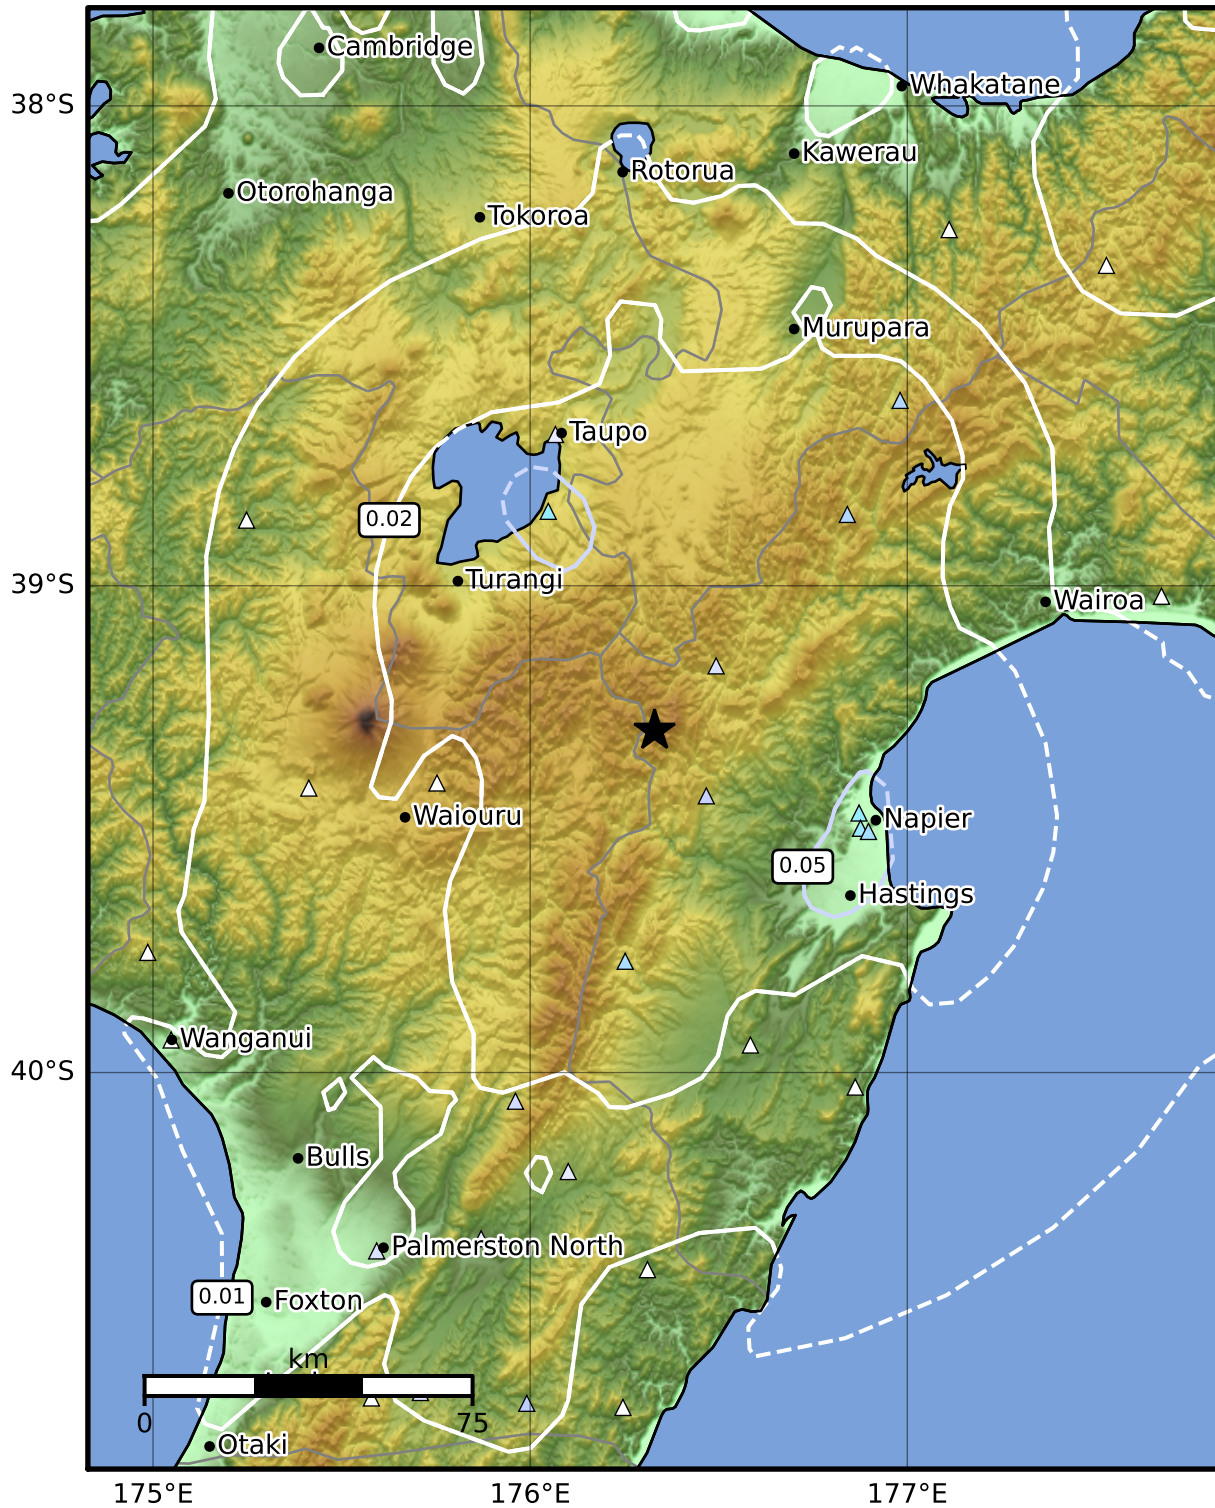 Cambridge
Whakatane
38°S
Kawerau
Rotorua
Otorohanga
Tokoroa
Murupara
Taupo
0.02
Turangi
39°S
Wairoa
Waiouru
Napier
0.05
Hastings
Wanganui
40°S
Bulls
Palmerston North
0.01
Foxton
km
0
75
Otaki
175°E
176°E
177°E